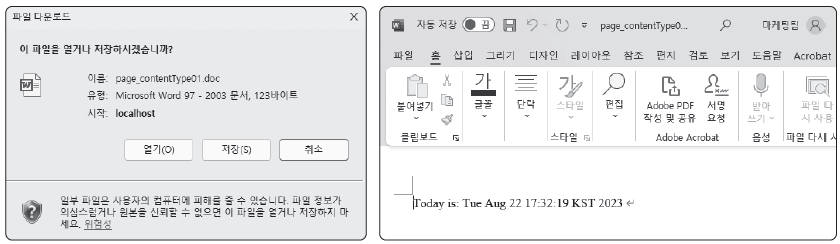 파일 다운로드
이 파일을 열거나 저장하시겠습니까?
이름: page_contentType01.doc
유형: Microsoft Word 97 - 2003 문서, 123바이트
시작: localhost
열기(O) 저장(S) 취소
일부 파일은 사용자의 컴퓨터에 피해를 줄 수 있습니다. 파일 정보가
의심스럽거나 원본을 신뢰할 수 없으면 이 파일을 열거나 저장하지 마
세요. 위험성
자동 저장 끔 page_contentType0... 마케팅팀
파일 홈 삽입 그리기 디자인 레이아웃 참조 편지 검토 보기 도움말 Acrobat
붙여넣기 글꼴 단락 스타일 편집 Adobe PDF 작성 및 공유 서명 요청 받아쓰기 파일 다시 사용
클립보드 스타일 Adobe Acrobat 음성 파일 다시 사
Today is: Tue Aug 22 17:32:19 KST 2023